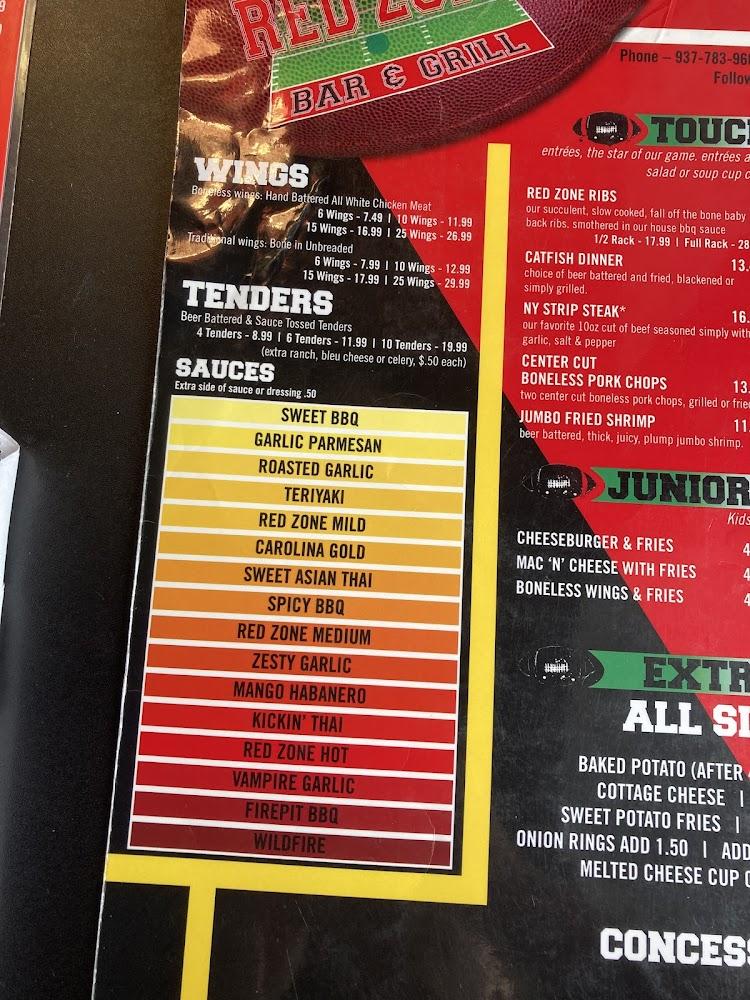 RED
BAR & GRILL
WINGS
Boneless wings: Hand Battered All White Chicken Meat
6 Wings - 7.49 | 10 Wings - 11.99
15 Wings - 16.99 | 25 Wings - 26.99
Traditional wings: Bone in Unbreaded
6 Wings - 7.99 | 10 Wings - 12.99
15 Wings - 17.99 | 25 Wings - 29.99
TENDERS
Beer Battered & Sauce Tossed Tenders
4 Tenders - 8.99 | 6 Tenders - 11.99 | 10 Tenders - 19.99
(extra ranch, bleu cheese or celery, $.50 each)
SAUCES
Extra side of sauce or dressing .50
SWEET BBQ
GARLIC PARMESAN
ROASTED GARLIC
TERIYAKI
RED ZONE MILD
CAROLINA GOLD
SWEET ASIAN THAI
SPICY BBQ
RED ZONE MEDIUM
ZESTY GARLIC
MANGO HABANERO
KICKIN' THAI
RED ZONE HOT
VAMPIRE GARLIC
FIREPIT BBQ
WILDFIRE
Phone – 937-783-96
Follow
TOUC
entrées, the star of our game. entrées a
salad or soup cup c
RED ZONE RIBS
our succulent, slow cooked, fall off the bone baby
back ribs. smothered in our house bbq sauce
1/2 Rack - 17.99 | Full Rack - 28
CATFISH DINNER 13.
choice of beer battered and fried, blackened or
simply grilled.
NY STRIP STEAK* 16.
our favorite 10oz cut of beef seasoned simply with
garlic, salt & pepper
CENTER CUT
BONELESS PORK CHOPS 13.
two center cut boneless pork chops, grilled or fried
JUMBO FRIED SHRIMP 11.
beer battered, thick, juicy, plump jumbo shrimp.
JUNIOR
Kids
CHEESEBURGER & FRIES 4
MAC 'N' CHEESE WITH FRIES 4
BONELESS WINGS & FRIES 4
EXTR
ALL SI
BAKED POTATO (AFTER
COTTAGE CHEESE |
SWEET POTATO FRIES |
ONION RINGS ADD 1.50 | ADD
MELTED CHEESE CUP
CONCESS